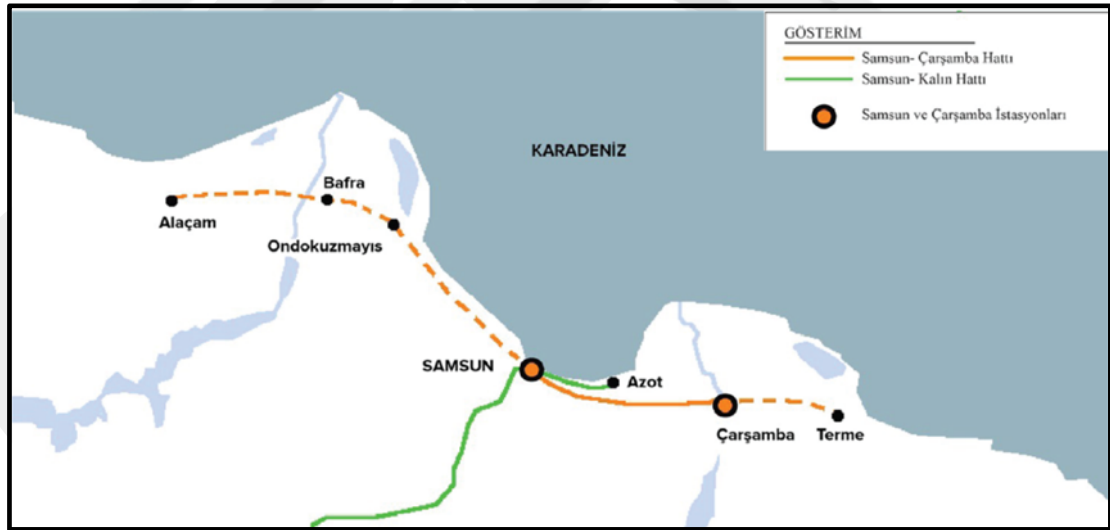 GÖSTERİM
Samsun- Çarşamba Hattı
Samsun- Kalın Hattı
Samsun ve Çarşamba İstasyonları
KARADENİZ
Bafra
Alaçam
Ondokuzmayıs
SAMSUN
Azot
Çarşamba
Terme